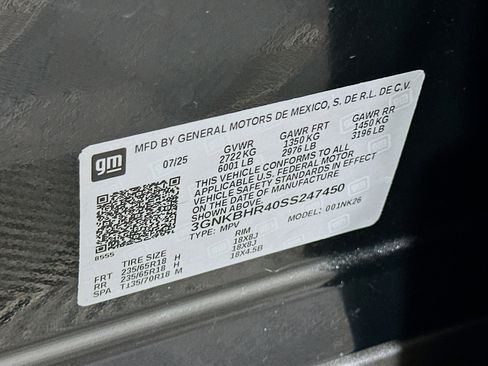 gm
MFD BY GENERAL MOTORS DE MEXICO, S. DE R.L. DE C.V.
07/25 GVWR GAWR FRT GAWR RR
2722 KG 1350 KG 1450 KG
6001 LB 2976 LB 3196 LB
THIS VEHICLE CONFORMS TO ALL
APPLICABLE U.S. FEDERAL MOTOR
VEHICLE SAFETY STANDARDS IN EFFECT
ON THE DATE OF MANUFACTURE
SHOWN ABOVE.
3GNKBHR40SS247450
TYPE: MPV MODEL: 001NK26
8555
TIRE SIZE RIM
FRT 235/65R18 H 18X8J
RR 235/65R18 H 18X8J
SPA T135/70R18 M 18X4.5B